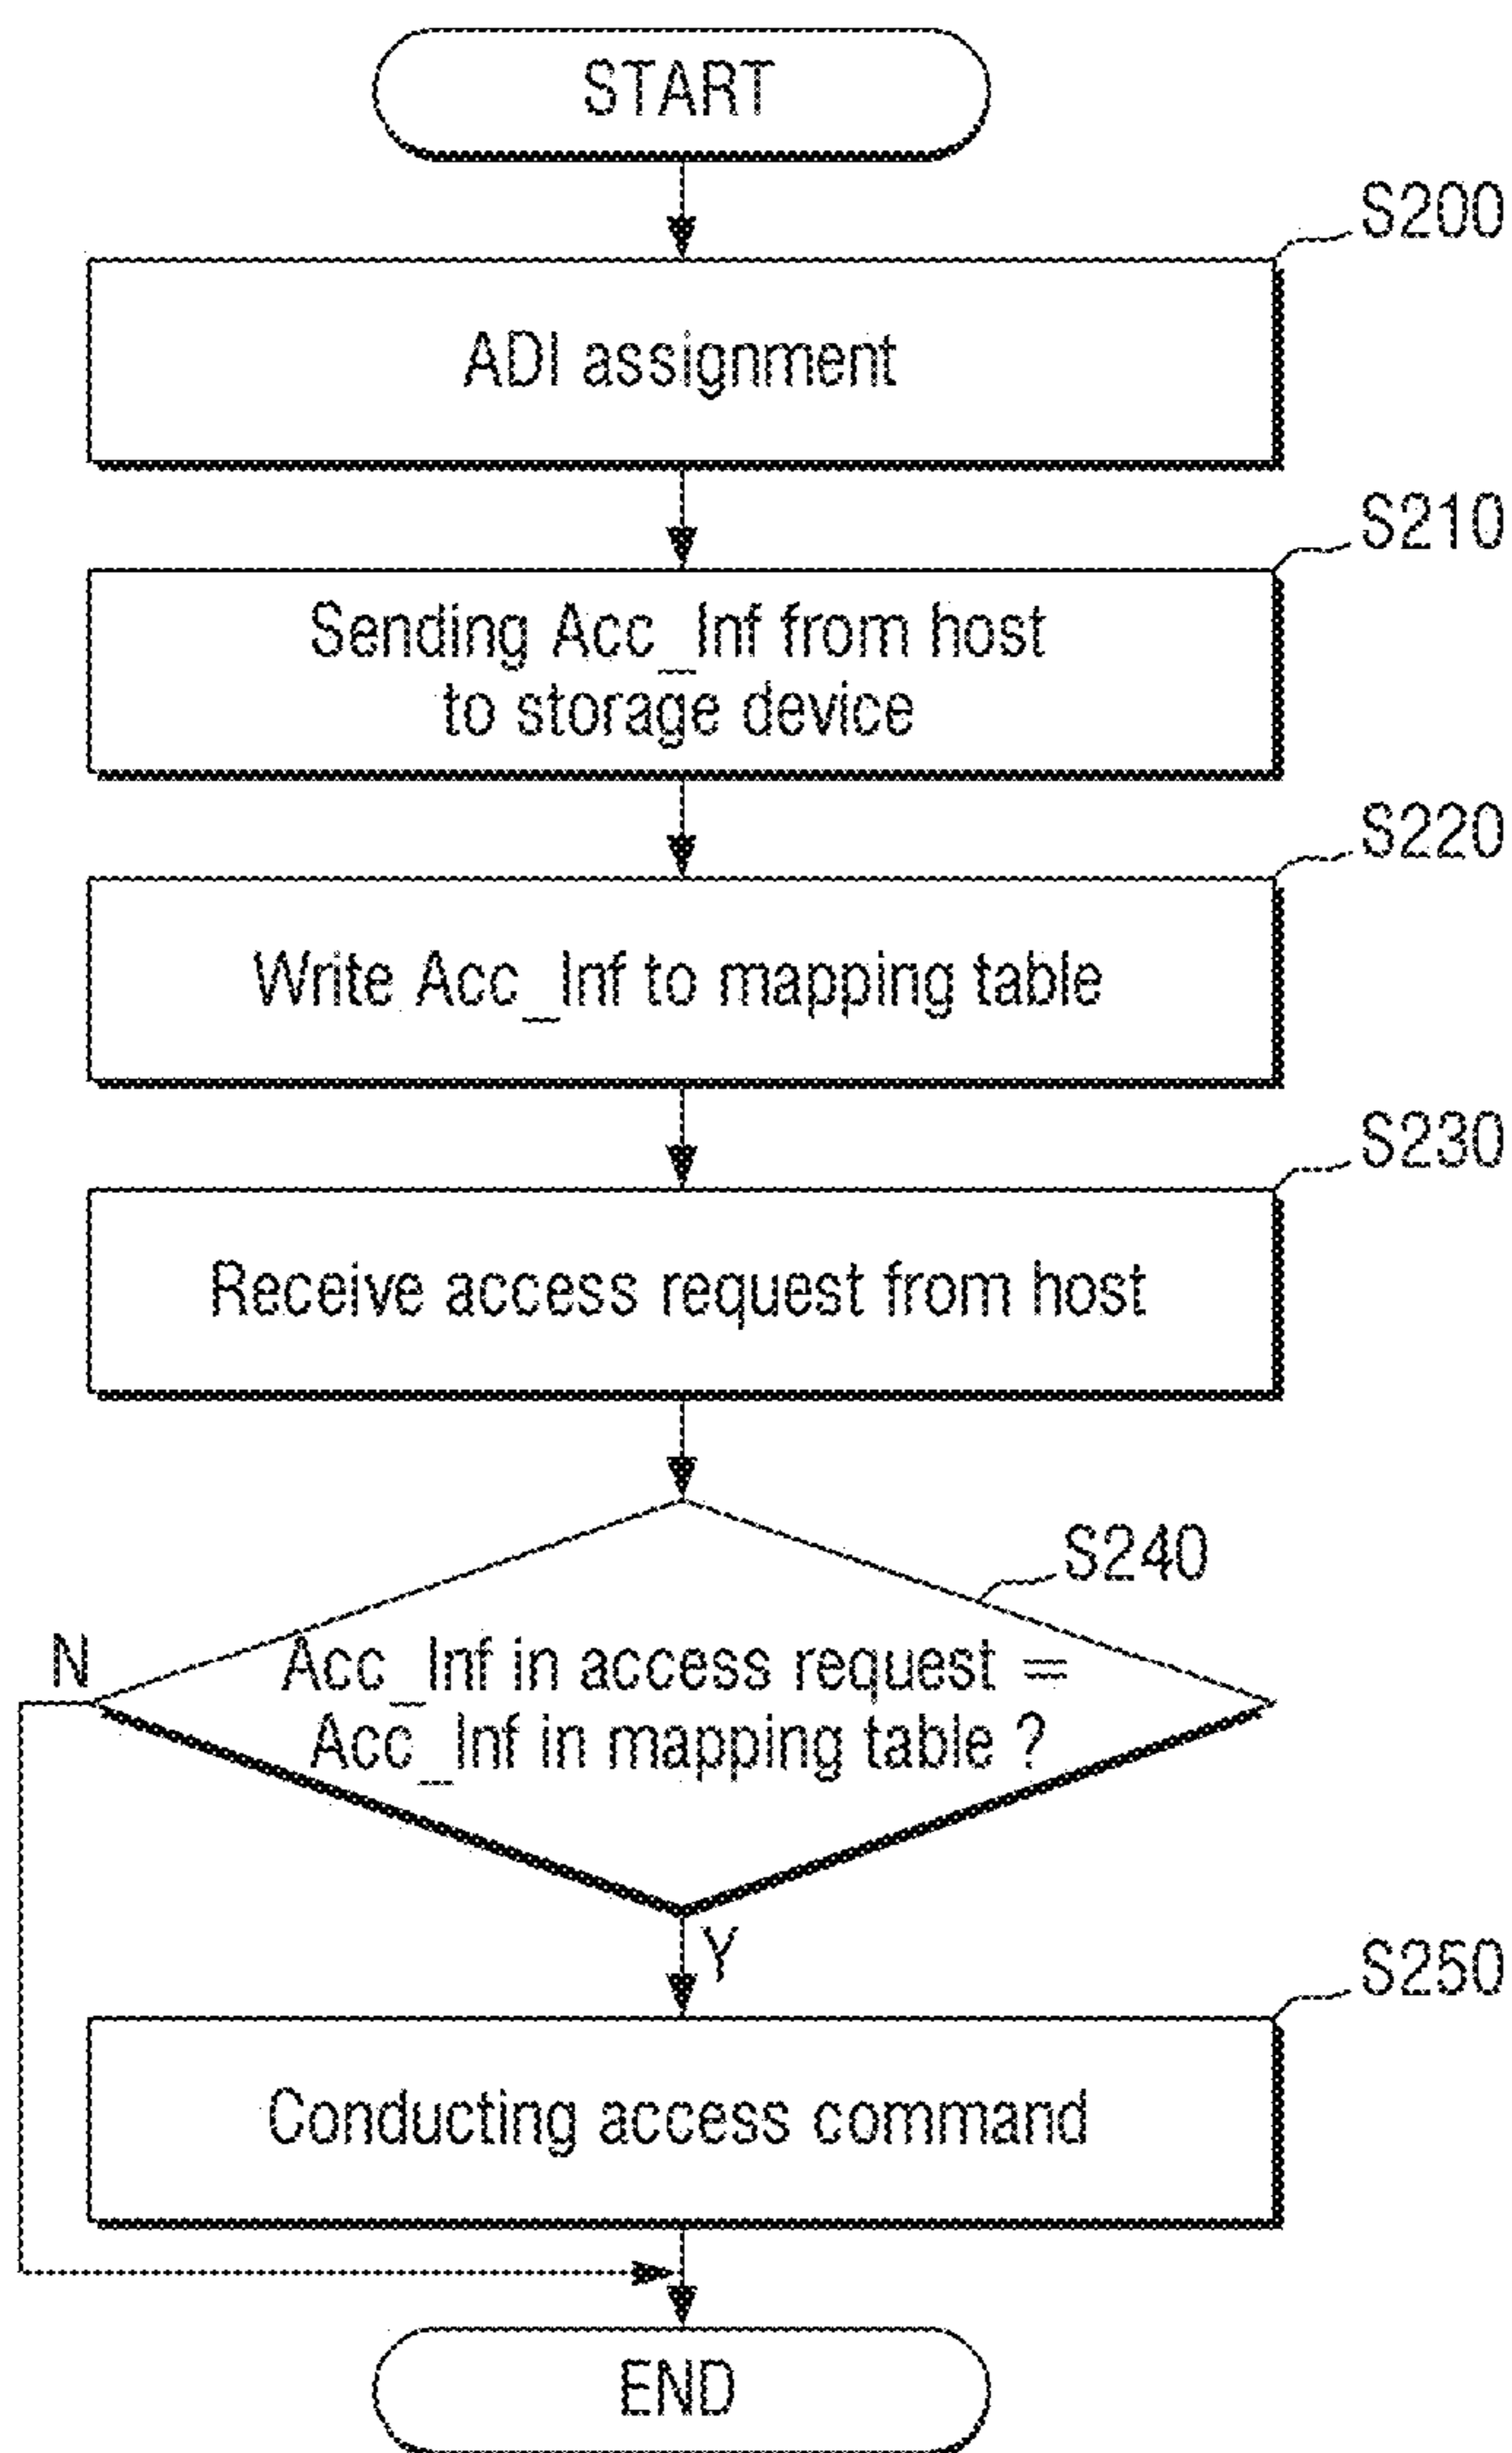 START
S200
ADI assignment
S210
Sending Acc_Inf from host
to storage device
S220
Write Acc_Inf to mapping table
S230
Receive access request from host
S240
N
Acc_Inf in access request =
Acc_Inf in mapping table ?
Y
S250
Conducting access command
END